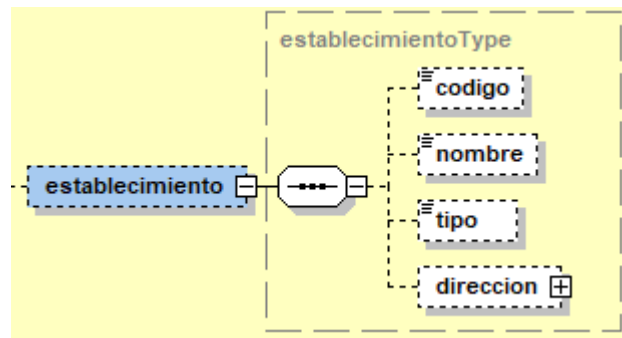 establecimientoType
codigo
nombre
establecimiento
tipo
direccion